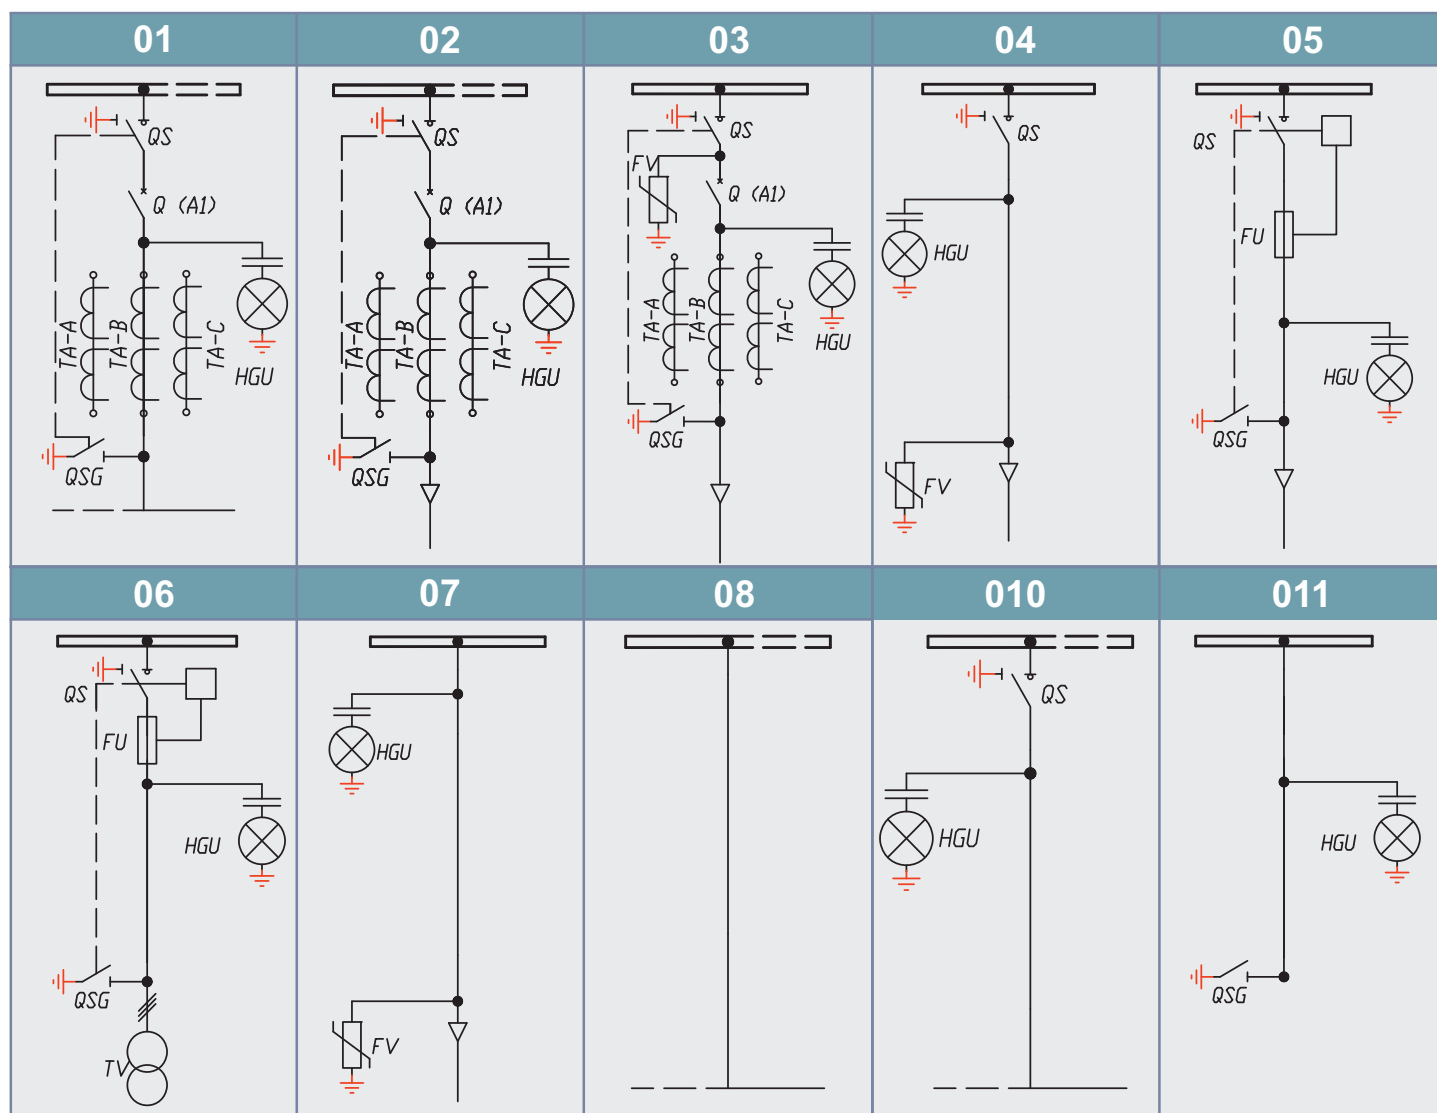 01 02 03 04 05
QS
Q (A1)
TA-A
TA-B
TA-C
HGU
QSG
QS
Q (A1)
TA-A
TA-B
TA-C
HGU
QSG
QS
FV
Q (A1)
TA-A
TA-B
TA-C
HGU
QSG
QS
HGU
FV
QS
FU
HGU
QSG
06 07 08 010 011
QS
FU
HGU
QSG
TV
HGU
FV
QS
HGU
HGU
QSG